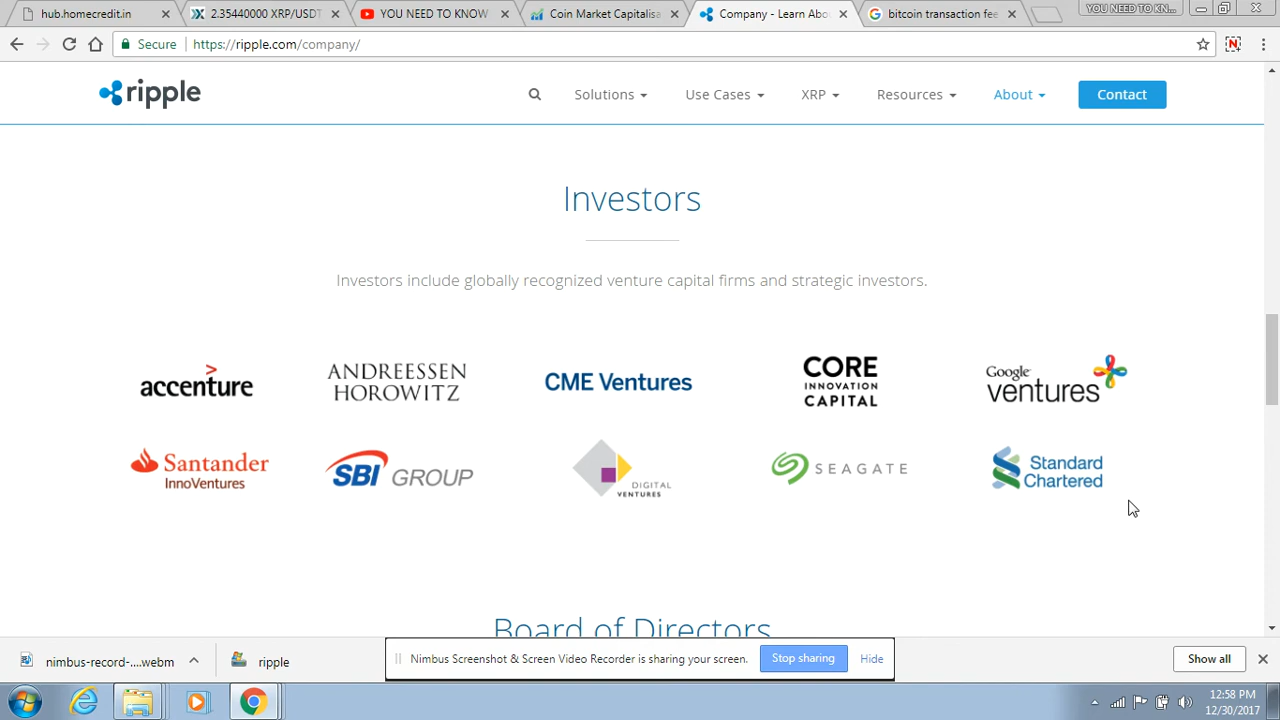 hub.homecredit.in
2.35440000 XRP/USDT
YOU NEED TO KNOW
Coin Market Capitalisa
Company - Learn Abou
bitcoin transaction fee
YOU NEED TO KN...
Secure
https://ripple.com/company/
ripple
Solutions
Use Cases
XRP
Resources
About
Contact
Investors
Investors include globally recognized venture capital firms and strategic investors.
accenture
ANDREESSEN
HOROWITZ
CME Ventures
CORE
INNOVATION
CAPITAL
Google
ventures
Santander
InnoVentures
SBI GROUP
DIGITAL
VENTURES
SEAGATE
Standard
Chartered
Board of Directors
nimbus-record-....webm
ripple
Nimbus Screenshot & Screen Video Recorder is sharing your screen.
Stop sharing
Hide
Show all
12:58 PM
12/30/2017